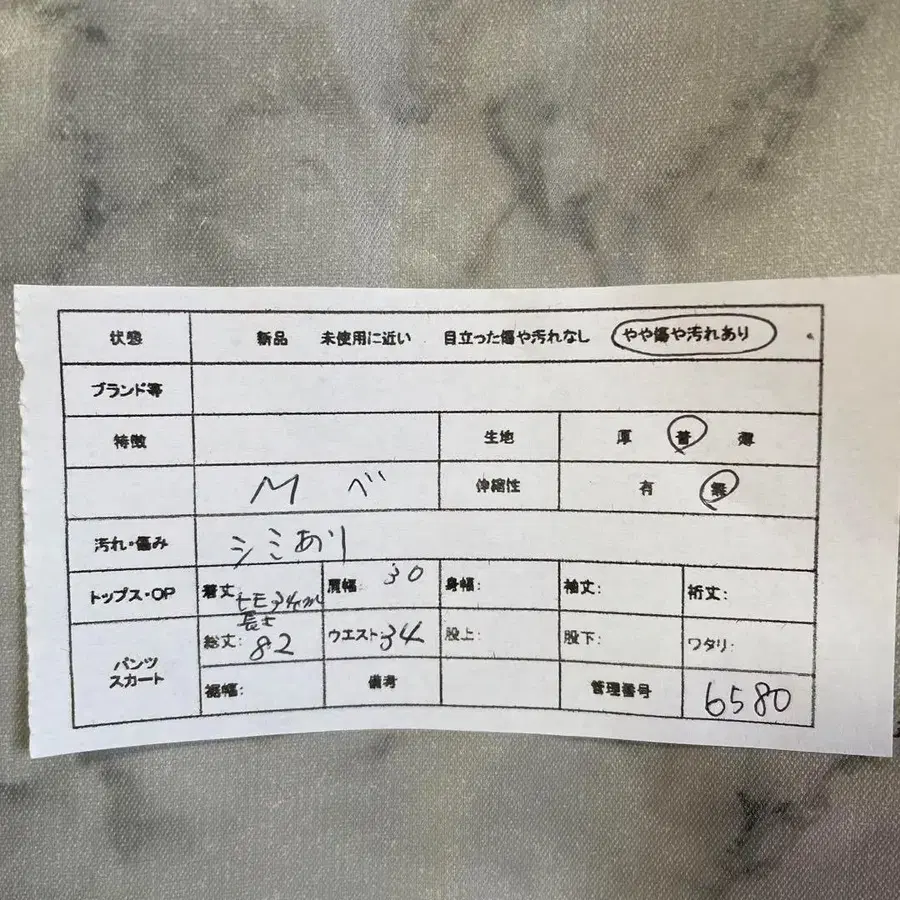 状態 新品 未使用に近い 目立った傷や汚れなし やや傷や汚れあり
ブランド等
特徴 生地 厚 普 薄
M ベ 伸縮性 有 無
汚れ・傷み シミあり
トップス・OP 着丈: 34cm 肩幅: 30 身幅: 袖丈: 裄丈:
パンツ スカート
総丈: 82 ウエスト: 34 股上: 股下: ワタリ:
裾幅: 備考 管理番号 6580